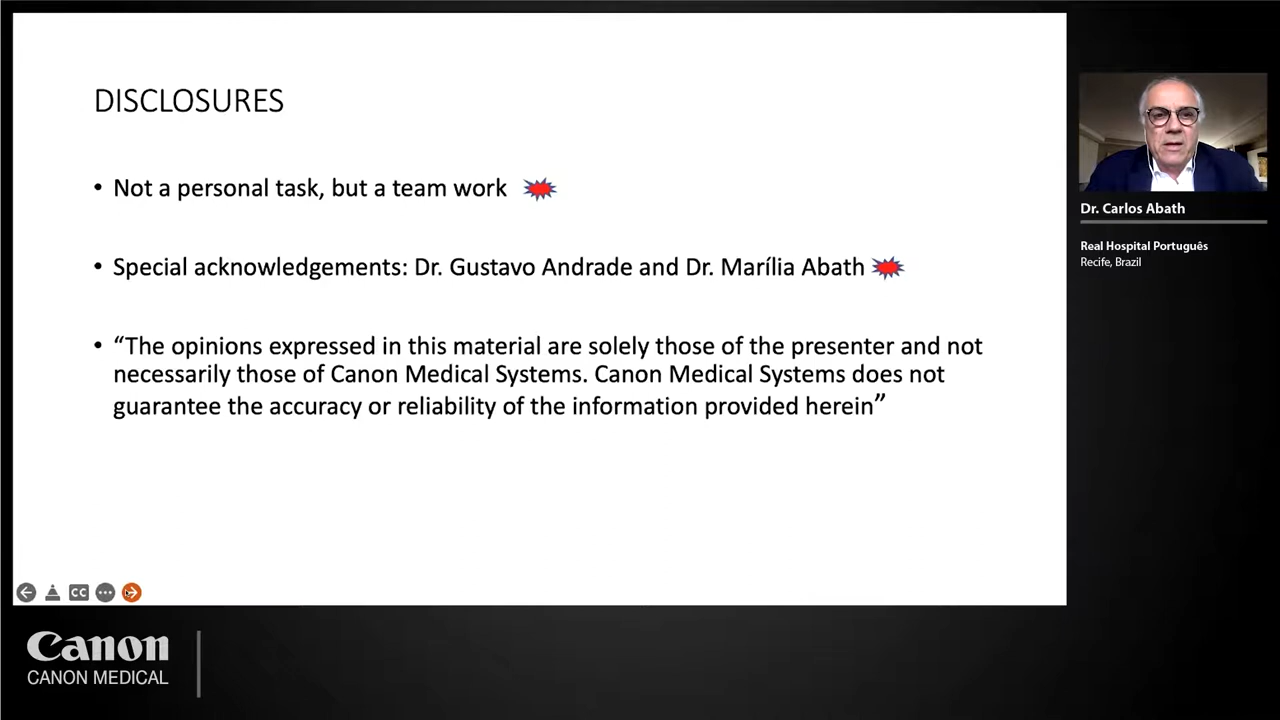 DISCLOSURES
• Not a personal task, but a team work
• Special acknowledgements: Dr. Gustavo Andrade and Dr. Marília Abath
• “The opinions expressed in this material are solely those of the presenter and not
necessarily those of Canon Medical Systems. Canon Medical Systems does not
guarantee the accuracy or reliability of the information provided herein”
CC
Dr. Carlos Abath
Real Hospital Português
Recife, Brazil
Canon
CANON MEDICAL